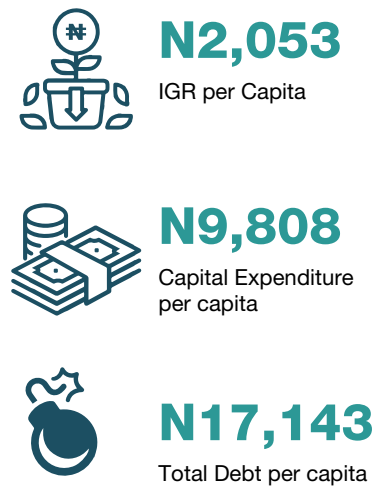 ₦
N2,053
IGR per Capita
N9,808
Capital Expenditure
per capita
N17,143
Total Debt per capita